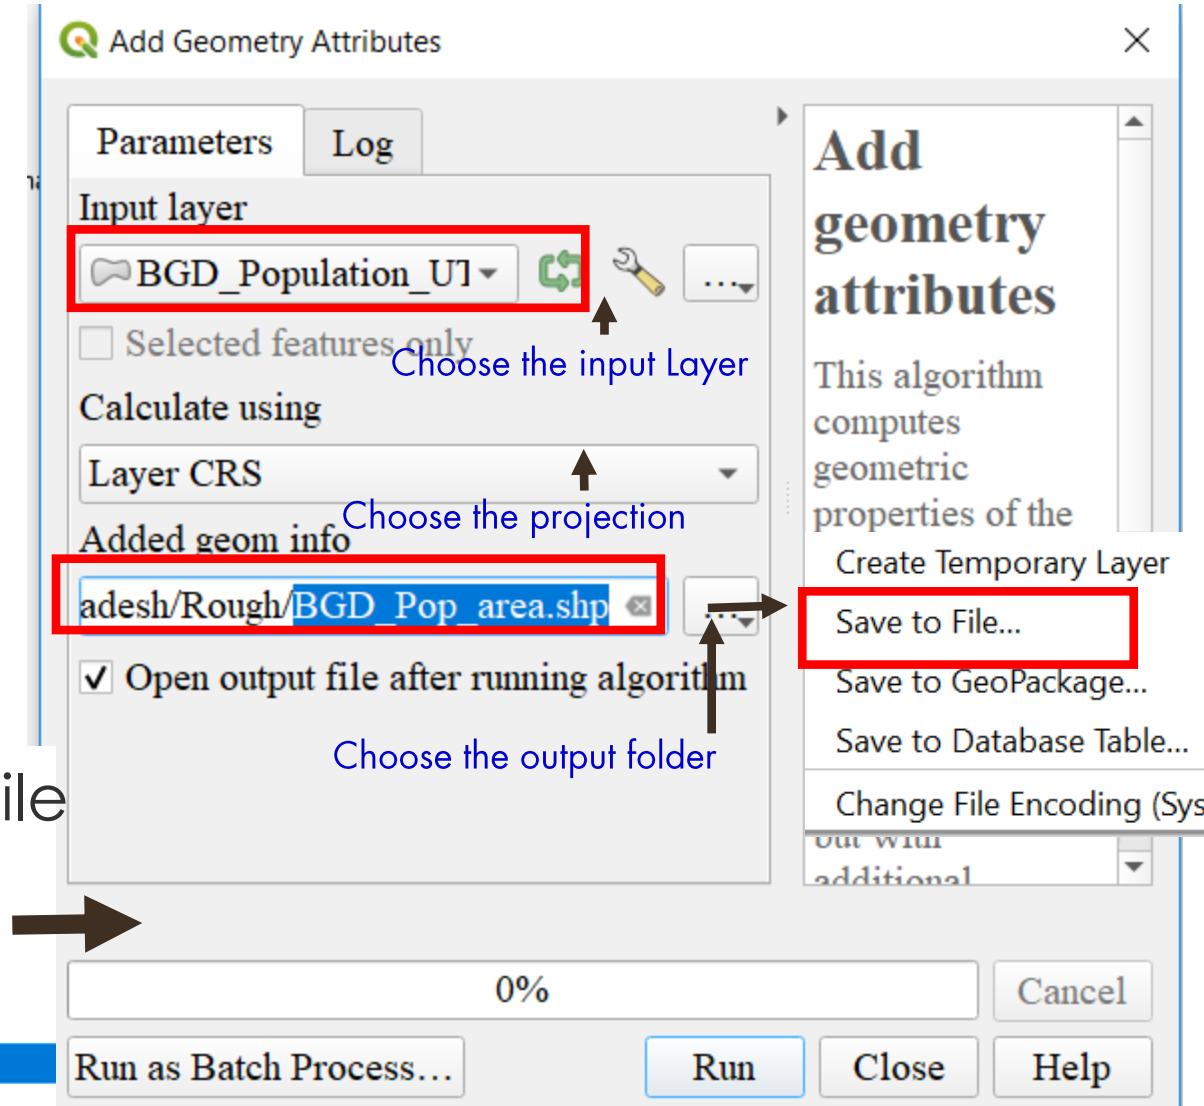 Add Geometry Attributes
Parameters
Log
Input layer
BGD_Population_UT
...
Selected features only
Choose the input Layer
Calculate using
Layer CRS
Choose the projection
Added geom info
adesh/Rough/BGD_Pop_area.shp
...
Open output file after running algorithm
Choose the output folder
ile
Add
geometry
attributes
This algorithm
computes
geometric
properties of the
Create Temporary Layer
Save to File...
Save to GeoPackage...
Save to Database Table...
Change File Encoding (Sys
but with
additional
0%
Cancel
Run as Batch Process...
Run
Close
Help